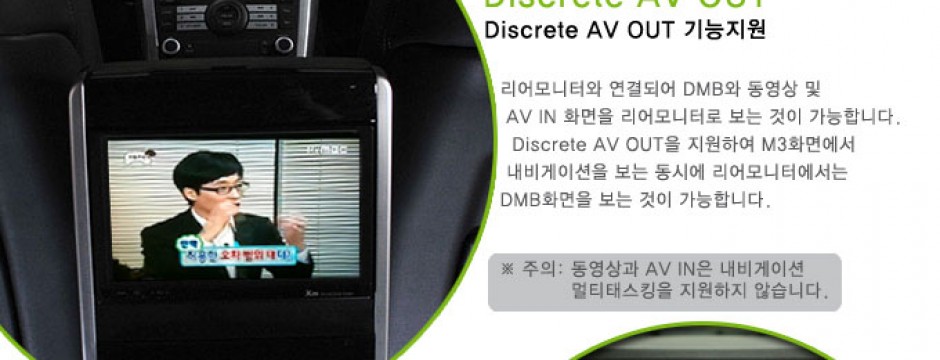 Discrete AV OUT
Discrete AV OUT 기능지원
리어모니터와 연결되어 DMB와 동영상 및
AV IN 화면을 리어모니터로 보는 것이 가능합니다.
Discrete AV OUT을 지원하여 M3화면에서
내비게이션을 보는 동시에 리어모니터에서는
DMB화면을 보는 것이 가능합니다.
※ 주의: 동영상과 AV IN은 내비게이션
멀티태스킹을 지원하지 않습니다.